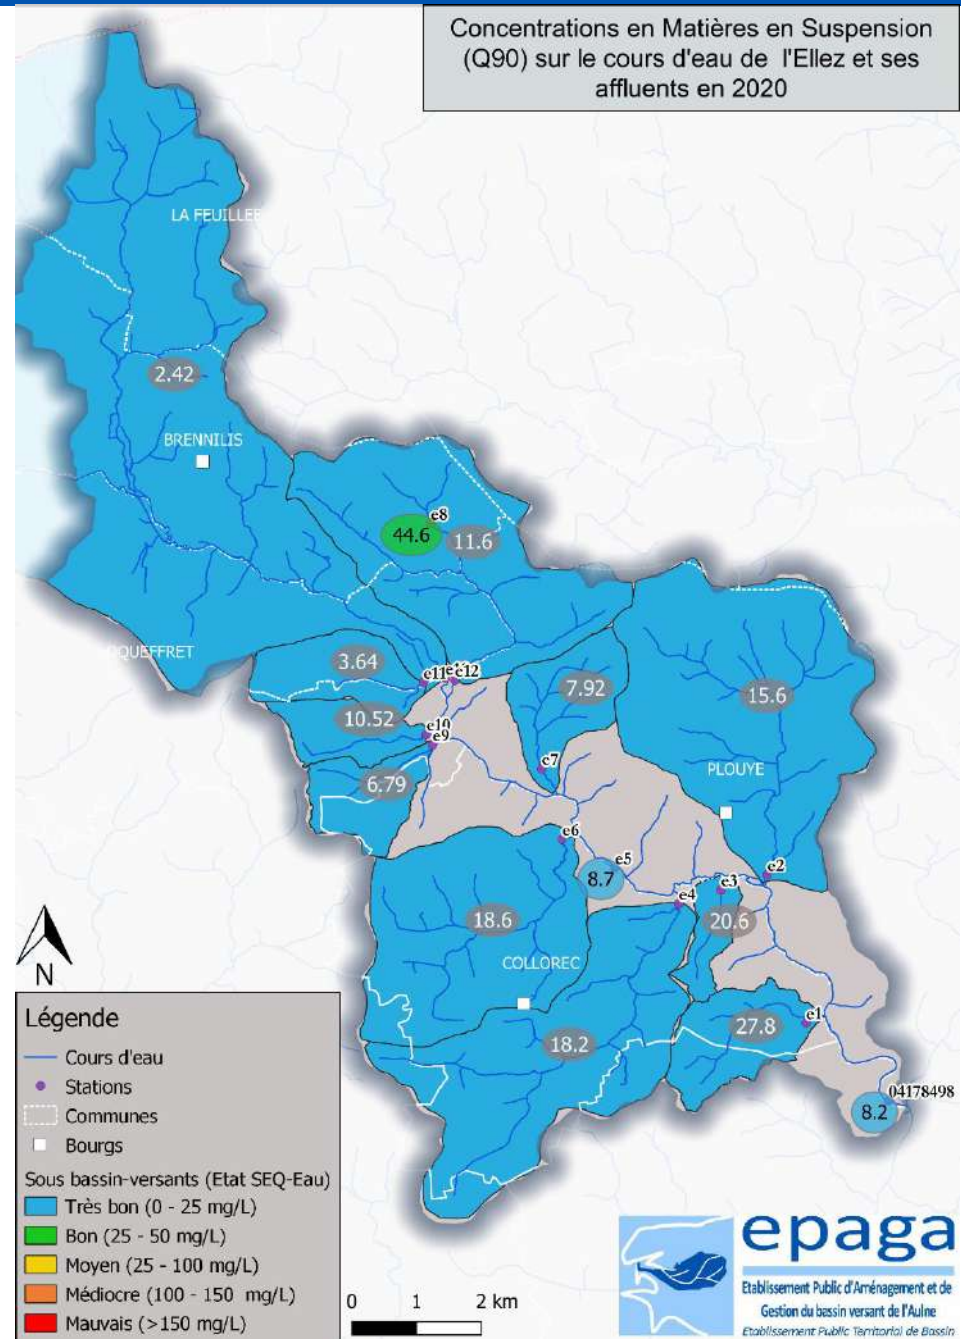 Concentrations en Matières en Suspension
(Q90) sur le cours d'eau de l'Ellez et ses
affluents en 2020
LA FEUILLEE
2.42
BRENNILIS
e8
44.6
11.6
QUEFFRET
3.64
e11
e12
7.92
15.6
10.52
e10
e9
e7
PLOUYE
6.79
e6
e5
8.7
e2
e3
e4
18.6
20.6
COLLOREC
N
18.2
27.8
e1
04178498
8.2
Légende
Cours d'eau
Stations
Communes
Bourgs
Sous bassin-versants (Etat SEQ-Eau)
Très bon (0 - 25 mg/L)
Bon (25 - 50 mg/L)
Moyen (25 - 100 mg/L)
Médiocre (100 - 150 mg/L)
Mauvais (>150 mg/L)
0 1 2 km
epaga
Etablissement Public d'Aménagement et de
Gestion du bassin versant de l'Aulne
Etablissement Public Territorial de Bassin